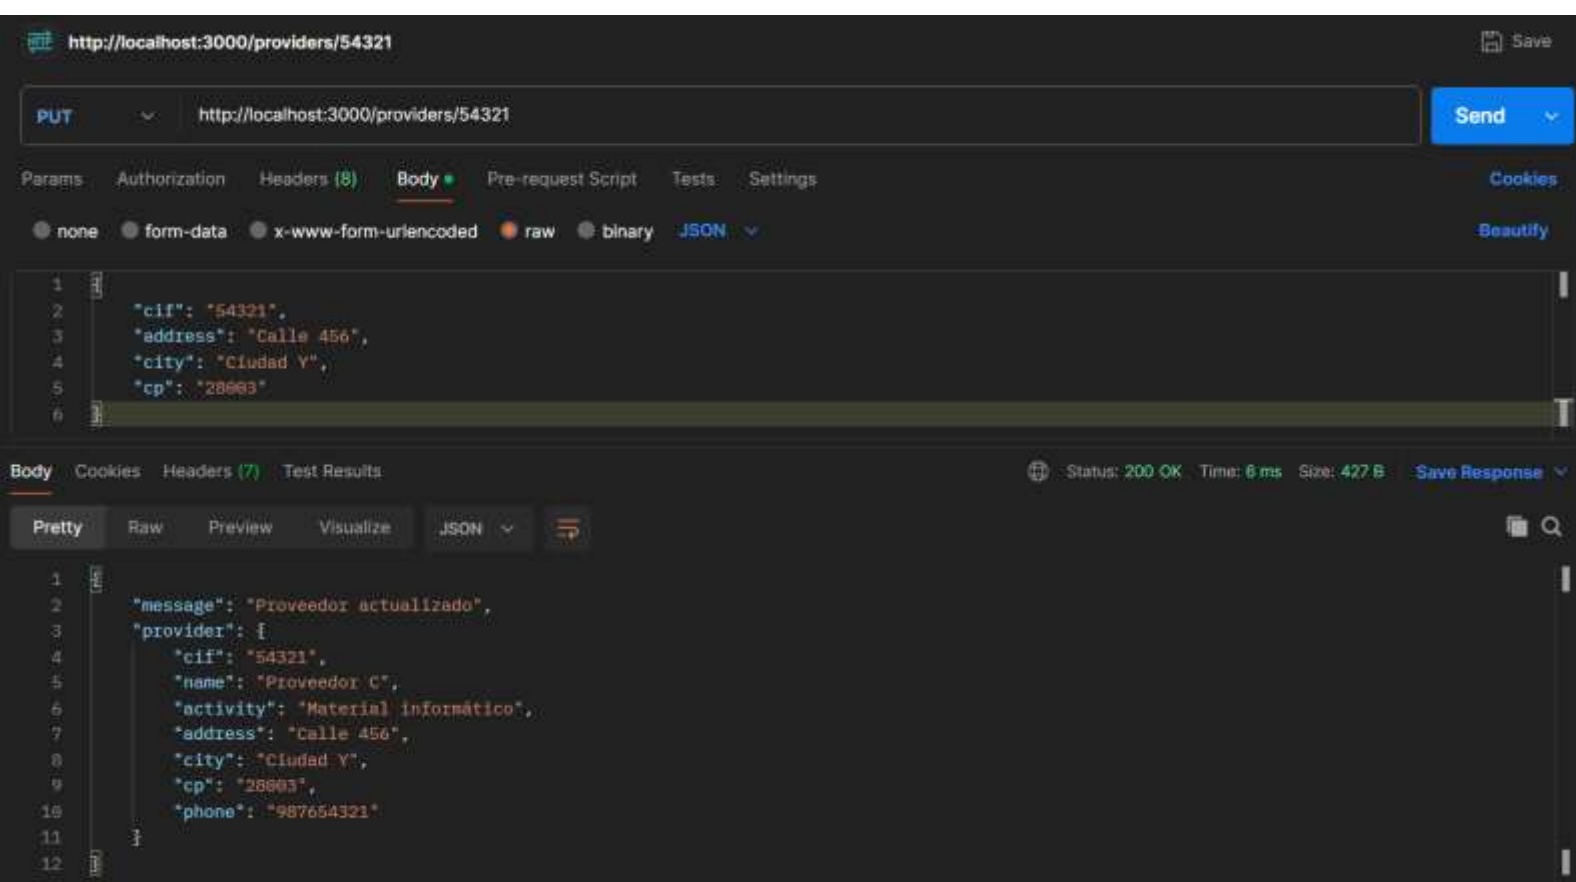 http://localhost:3000/providers/54321 Save
PUT http://localhost:3000/providers/54321 Send
Params Authorization Headers (8) Body Pre-request Script Tests Settings Cookies
none form-data x-www-form-urlencoded raw binary JSON Beautify
1 {
2 "cif": "54321",
3 "address": "Calle 456",
4 "city": "Ciudad Y",
5 "cp": "28003"
6 }
Body Cookies Headers (7) Test Results Status: 200 OK Time: 6 ms Size: 427 B Save Response
Pretty Raw Preview Visualize JSON
1 {
2 "message": "Proveedor actualizado",
3 "provider": {
4 "cif": "54321",
5 "name": "Proveedor C",
6 "activity": "Material informático",
7 "address": "Calle 456",
8 "city": "Ciudad Y",
9 "cp": "28003",
10 "phone": "987654321"
11 }
12 }